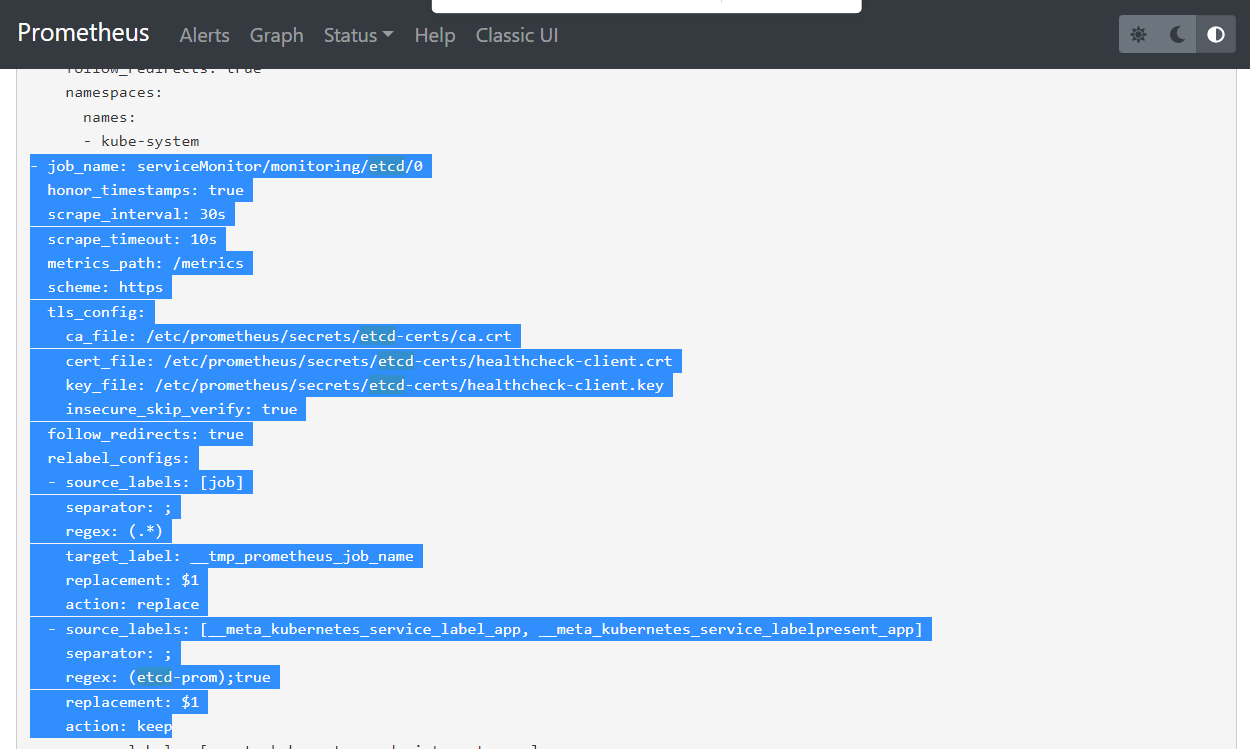 Prometheus Alerts Graph Status Help Classic UI
follow_redirects: true
namespaces:
names:
- kube-system
- job_name: serviceMonitor/monitoring/etcd/0
honor_timestamps: true
scrape_interval: 30s
scrape_timeout: 10s
metrics_path: /metrics
scheme: https
tls_config:
ca_file: /etc/prometheus/secrets/etcd-certs/ca.crt
cert_file: /etc/prometheus/secrets/etcd-certs/healthcheck-client.crt
key_file: /etc/prometheus/secrets/etcd-certs/healthcheck-client.key
insecure_skip_verify: true
follow_redirects: true
relabel_configs:
- source_labels: [job]
separator: ;
regex: (.*)
target_label: __tmp_prometheus_job_name
replacement: $1
action: replace
- source_labels: [__meta_kubernetes_service_label_app, __meta_kubernetes_service_labelpresent_app]
separator: ;
regex: (etcd-prom);true
replacement: $1
action: keep